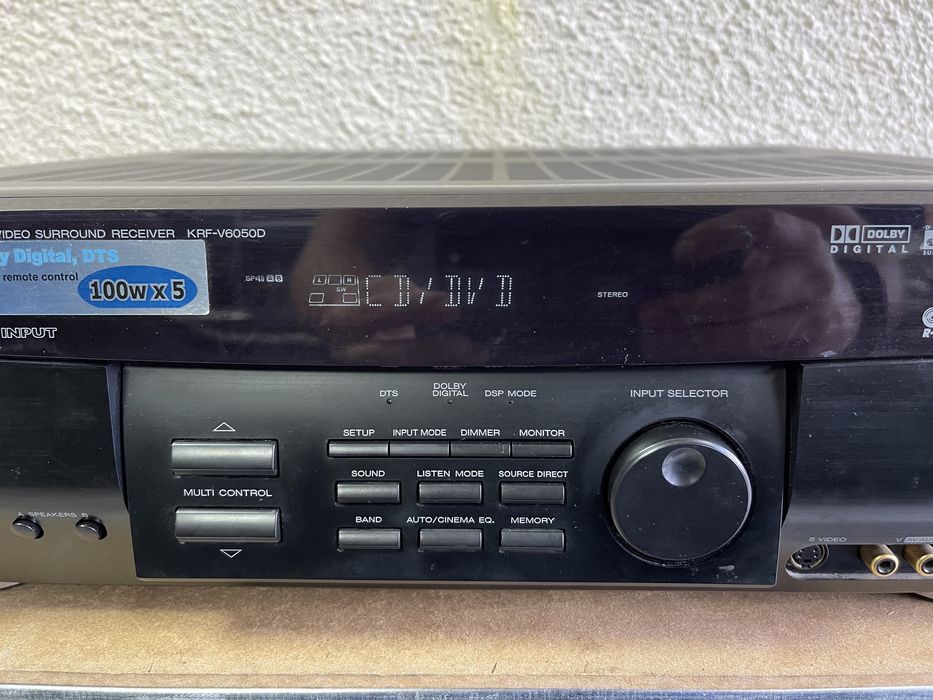 VIDEO SURROUND RECEIVER KRF-V6050D
y Digital, DTS
remote control
100W x 5
INPUT
SP A B
L R
SW
CD/DVD
STEREO
DOLBY
DIGITAL
DTS
DOLBY
DIGITAL
DSP MODE
INPUT SELECTOR
SETUP INPUT MODE DIMMER MONITOR
SOUND LISTEN MODE SOURCE DIRECT
MULTI CONTROL
BAND AUTO/CINEMA EQ. MEMORY
A SPEAKERS B
S VIDEO
V